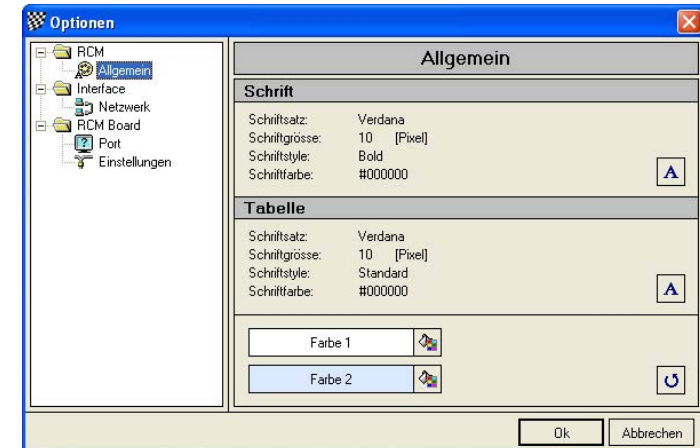 Optionen
RCM
Allgemein
Interface
Netzwerk
RCM Board
Port
Einstellungen
Allgemein
Schrift
Schriftsatz: Verdana
Schriftgrösse: 10 [Pixel]
Schriftstyle: Bold
Schriftfarbe: #000000
A
Tabelle
Schriftsatz: Verdana
Schriftgrösse: 10 [Pixel]
Schriftstyle: Standard
Schriftfarbe: #000000
A
Farbe 1
Farbe 2
Ok Abbrechen